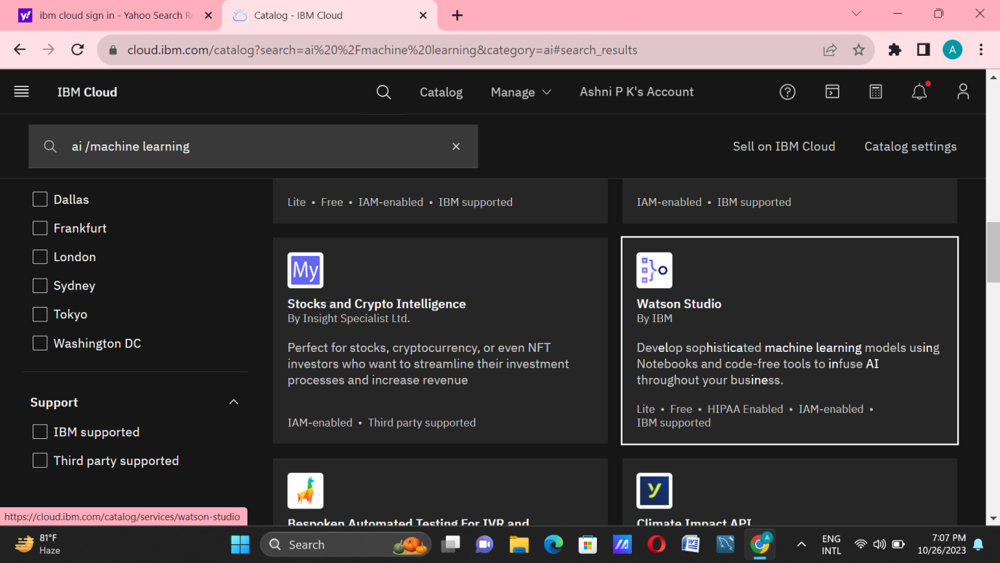 ibm cloud sign in - Yahoo Search Re
Catalog - IBM Cloud
cloud.ibm.com/catalog?search=ai%20%2Fmachine%20learning&category=ai#search_results
A
IBM Cloud
Catalog
Manage
Ashni P K's Account
ai /machine learning
Sell on IBM Cloud
Catalog settings
Dallas
Frankfurt
London
Sydney
Tokyo
Washington DC
Support
IBM supported
Third party supported
Lite • Free • IAM-enabled • IBM supported
IAM-enabled • IBM supported
My
Stocks and Crypto Intelligence
By Insight Specialist Ltd.
Perfect for stocks, cryptocurrency, or even NFT
investors who want to streamline their investment
processes and increase revenue
IAM-enabled • Third party supported
Watson Studio
By IBM
Develop sophisticated machine learning models using
Notebooks and code-free tools to infuse AI
throughout your business.
Lite • Free • HIPAA Enabled • IAM-enabled •
IBM supported
Bespoken Automated Testing For IVR and
y
Climate Impact API
https://cloud.ibm.com/catalog/services/watson-studio
81°F
Haze
Search
A
ENG
INTL
7:07 PM
10/26/2023